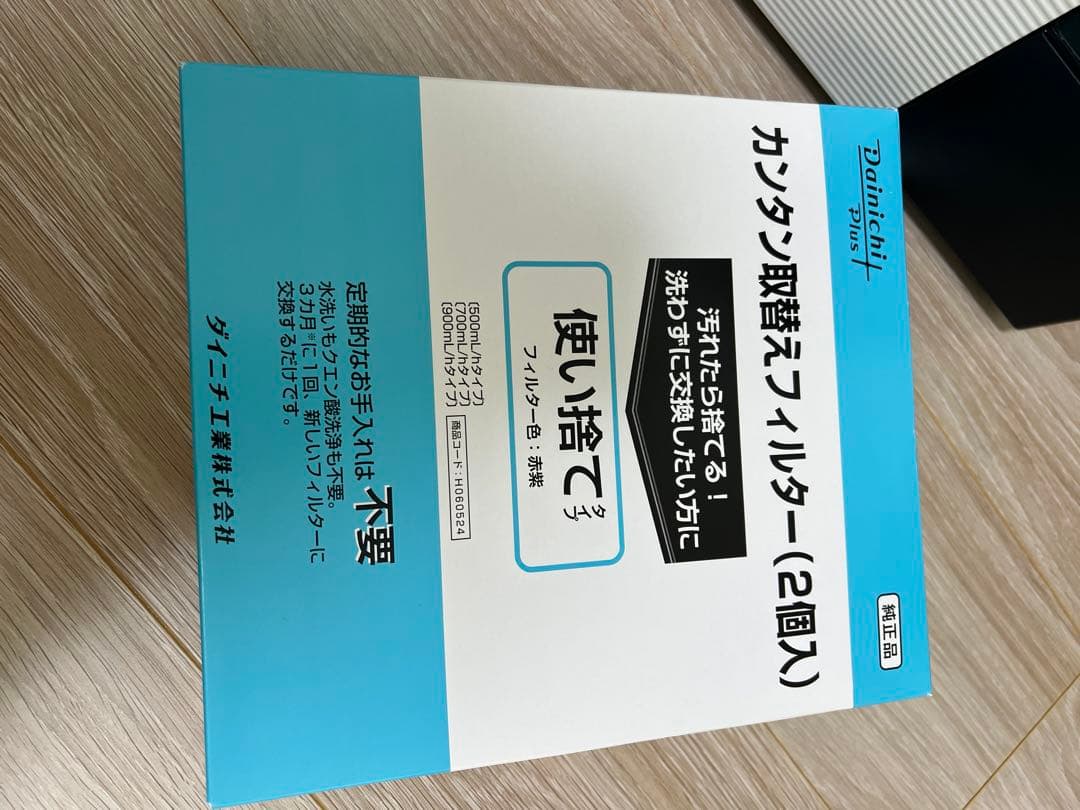 Dainichi
Plus
純正品
カンタン取替えフィルター(2個入)
汚れたら捨てる!
洗わずに交換したい方に
使い捨てタイプ
フィルター色:赤紫
(500mL/hタイプ)
(700mL/hタイプ)
(900mL/hタイプ)
商品コード:H060524
定期的なお手入れは不要
水洗いもクエン酸洗浄も不要。
3カ月※に1回、新しいフィルターに
交換するだけです。
ダイニチ工業株式会社